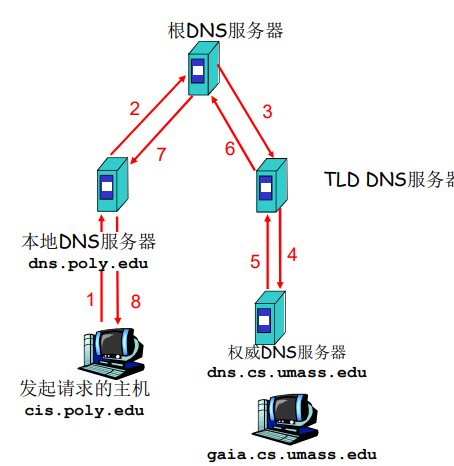 根DNS服务器
2
3
7
6
TLD DNS服务器
本地DNS服务器
dns.poly.edu
5
4
1
8
权威DNS服务器
dns.cs.umass.edu
发起请求的主机
cis.poly.edu
gaia.cs.umass.edu